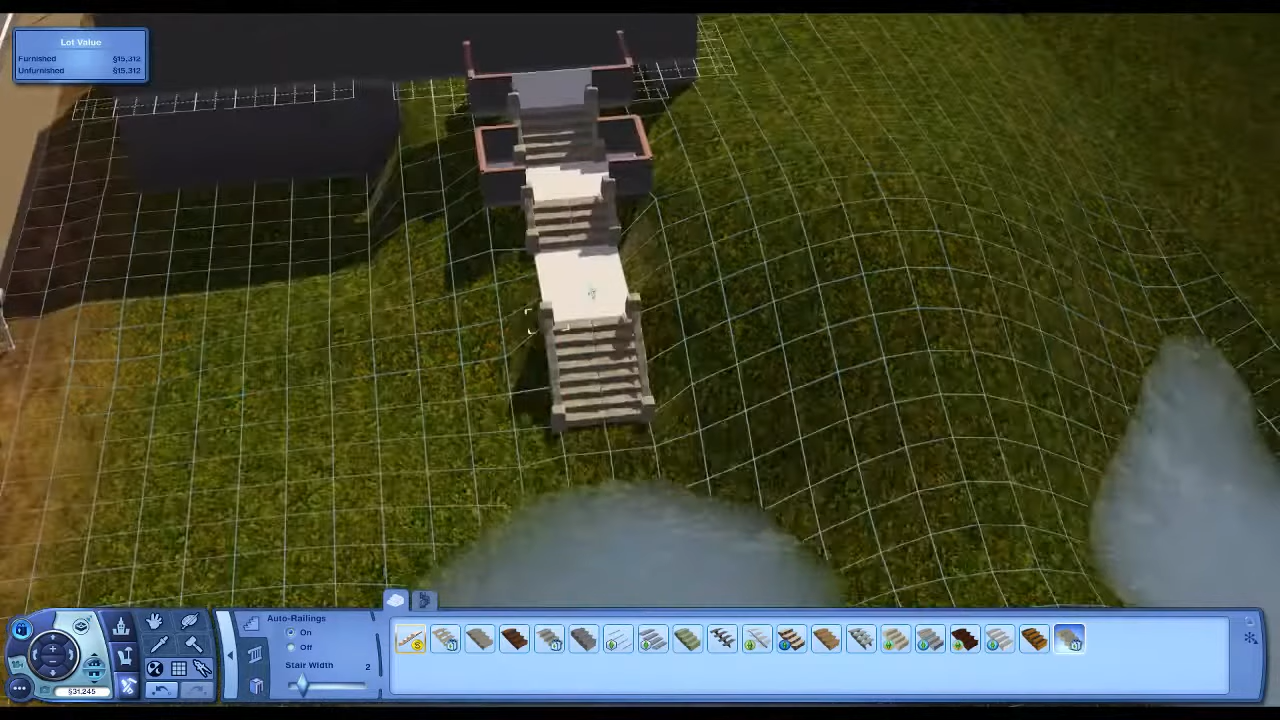 Lot Value
Furnished §15,312
Unfurnished §15,312
Auto-Railings
On
Off
Stair Width 2
§31,245